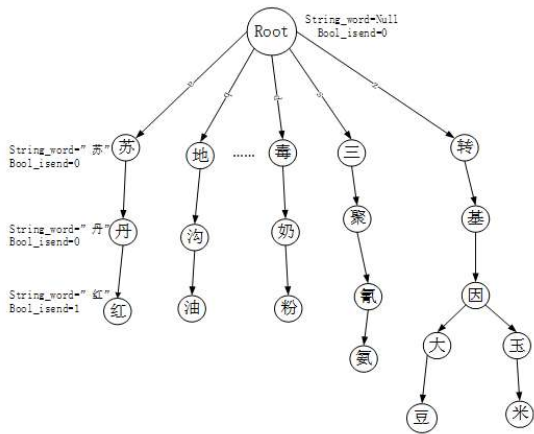 Root
String_word=Null
Bool_isend=0
String_word=”苏”
Bool_isend=0
苏
地
……
毒
三
转
String_word=”丹”
Bool_isend=0
丹
沟
奶
聚
基
String_word=”红”
Bool_isend=1
红
油
粉
氰
因
氨
大
玉
豆
米